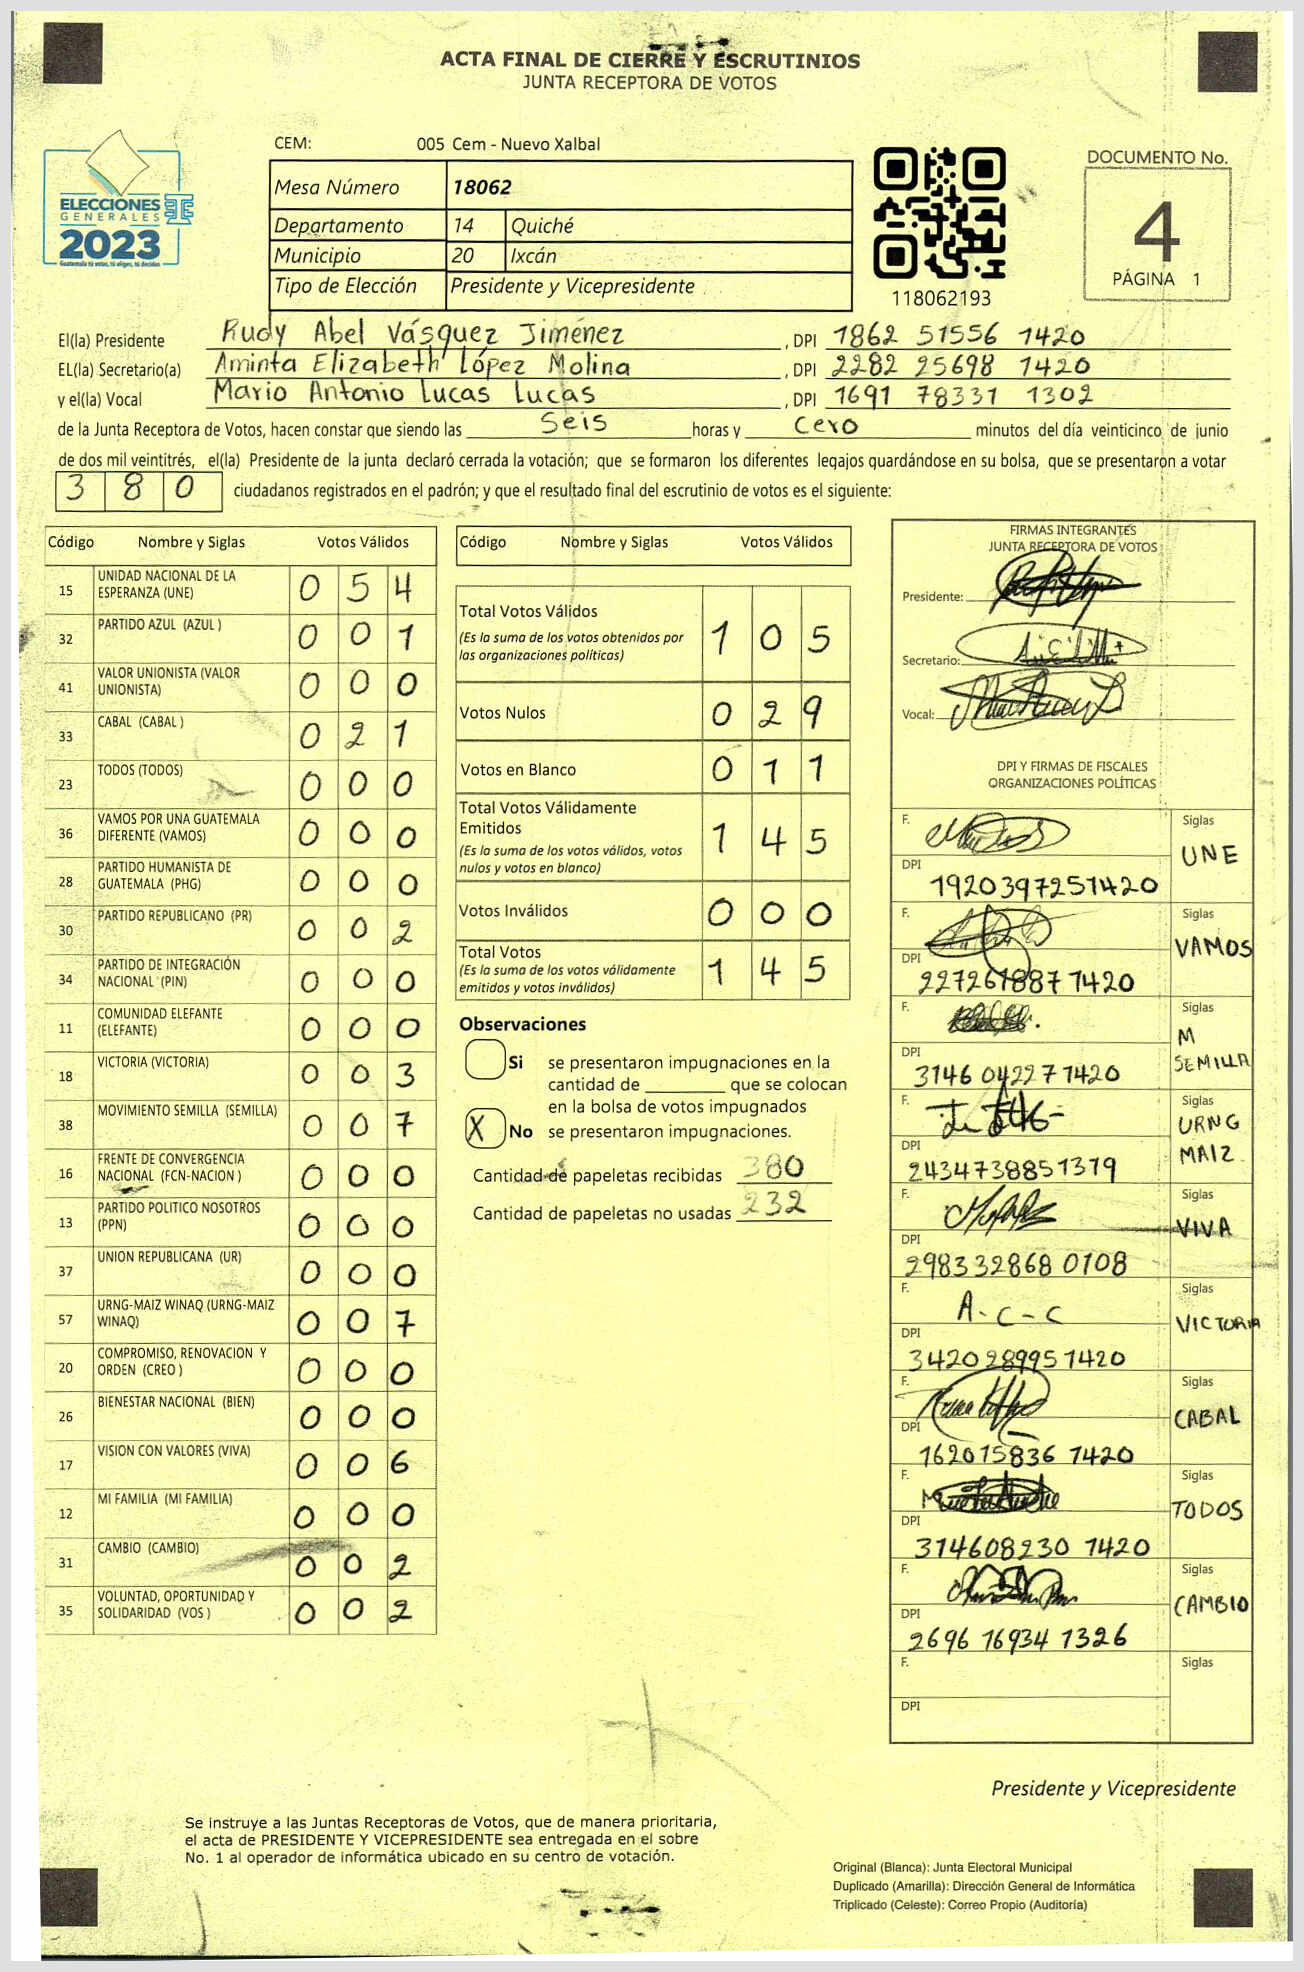 ACTA FINAL DE CIERRE Y ESCRUTINIOS
JUNTA RECEPTORA DE VOTOS
CEM: 005 Cem - Nuevo Xalbal
ELECCIONES
GENERALES
2023
Guatemala tú votas, tú eliges, tú decides
Mesa Número 18062
Departamento 14 Quiché
Municipio 20 Ixcán
Tipo de Elección Presidente y Vicepresidente
118062193
DOCUMENTO No.
4
PÁGINA 1
El(la) Presidente Rudy Abel Vásquez Jiménez , DPI 1862 51556 1420
EL(la) Secretario(a) Aminta Elizabeth López Molina , DPI 2282 25698 1420
y el(la) Vocal Mario Antonio Lucas Lucas , DPI 1691 78331 1302
de la Junta Receptora de Votos, hacen constar que siendo las Seis horas y cero minutos del día veinticinco de junio
de dos mil veintitrés, el(la) Presidente de la junta declaró cerrada la votación; que se formaron los diferentes legajos guardándose en su bolsa, que se presentaron a votar
3 8 0 ciudadanos registrados en el padrón; y que el resultado final del escrutinio de votos es el siguiente:
Código Nombre y Siglas Votos Válidos
15 UNIDAD NACIONAL DE LA
ESPERANZA (UNE) 0 5 4
32 PARTIDO AZUL (AZUL ) 0 0 1
41 VALOR UNIONISTA (VALOR
UNIONISTA) 0 0 0
33 CABAL (CABAL ) 0 2 1
23 TODOS (TODOS) 0 0 0
36 VAMOS POR UNA GUATEMALA
DIFERENTE (VAMOS) 0 0 0
28 PARTIDO HUMANISTA DE
GUATEMALA (PHG) 0 0 0
30 PARTIDO REPUBLICANO (PR) 0 0 2
34 PARTIDO DE INTEGRACIÓN
NACIONAL (PIN) 0 0 0
11 COMUNIDAD ELEFANTE
(ELEFANTE) 0 0 0
18 VICTORIA (VICTORIA) 0 0 3
38 MOVIMIENTO SEMILLA (SEMILLA) 0 0 7
16 FRENTE DE CONVERGENCIA
NACIONAL (FCN-NACION ) 0 0 0
13 PARTIDO POLITICO NOSOTROS
(PPN) 0 0 0
37 UNION REPUBLICANA (UR) 0 0 0
57 URNG-MAIZ WINAQ (URNG-MAIZ
WINAQ) 0 0 7
20 COMPROMISO, RENOVACION Y
ORDEN (CREO ) 0 0 0
26 BIENESTAR NACIONAL (BIEN) 0 0 0
17 VISION CON VALORES (VIVA) 0 0 6
12 MI FAMILIA (MI FAMILIA) 0 0 0
31 CAMBIO (CAMBIO) 0 0 2
35 VOLUNTAD, OPORTUNIDAD Y
SOLIDARIDAD (VOS ) 0 0 2
Código Nombre y Siglas Votos Válidos
Total Votos Válidos
(Es la suma de los votos obtenidos por
las organizaciones políticas) 1 0 5
Votos Nulos 0 2 9
Votos en Blanco 0 1 1
Total Votos Válidamente
Emitidos
(Es la suma de los votos válidos, votos
nulos y votos en blanco) 1 4 5
Votos Inválidos 0 0 0
Total Votos
(Es la suma de los votos válidamente
emitidos y votos inválidos) 1 4 5
Observaciones
Si se presentaron impugnaciones en la
cantidad de ________ que se colocan
en la bolsa de votos impugnados
X No se presentaron impugnaciones.
Cantidad de papeletas recibidas 380
Cantidad de papeletas no usadas 232
FIRMAS INTEGRANTES
JUNTA RECEPTORA DE VOTOS
Presidente:
Secretario:
Vocal:
DPI Y FIRMAS DE FISCALES
ORGANIZACIONES POLÍTICAS
F. Siglas
UNE
DPI
1920397251420
F. Siglas
VAMOS
DPI
2272618871420
F. Siglas
M
SEMILLA
DPI
3146 042271420
F. Siglas
URNG
MAIZ
DPI
2434738851319
F. Siglas
VIVA
DPI
298332868 0108
F. A-C-C Siglas
VICTORIA
DPI
3420289951420
F. Siglas
CABAL
DPI
162015836 1420
F. Siglas
TODOS
DPI
314608230 1420
F. Siglas
CAMBIO
DPI
2696 16934 1326
F. Siglas
DPI
Presidente y Vicepresidente
Se instruye a las Juntas Receptoras de Votos, que de manera prioritaria,
el acta de PRESIDENTE Y VICEPRESIDENTE sea entregada en el sobre
No. 1 al operador de informática ubicado en su centro de votación.
Original (Blanca): Junta Electoral Municipal
Duplicado (Amarilla): Dirección General de Informática
Triplicado (Celeste): Correo Propio (Auditoría)